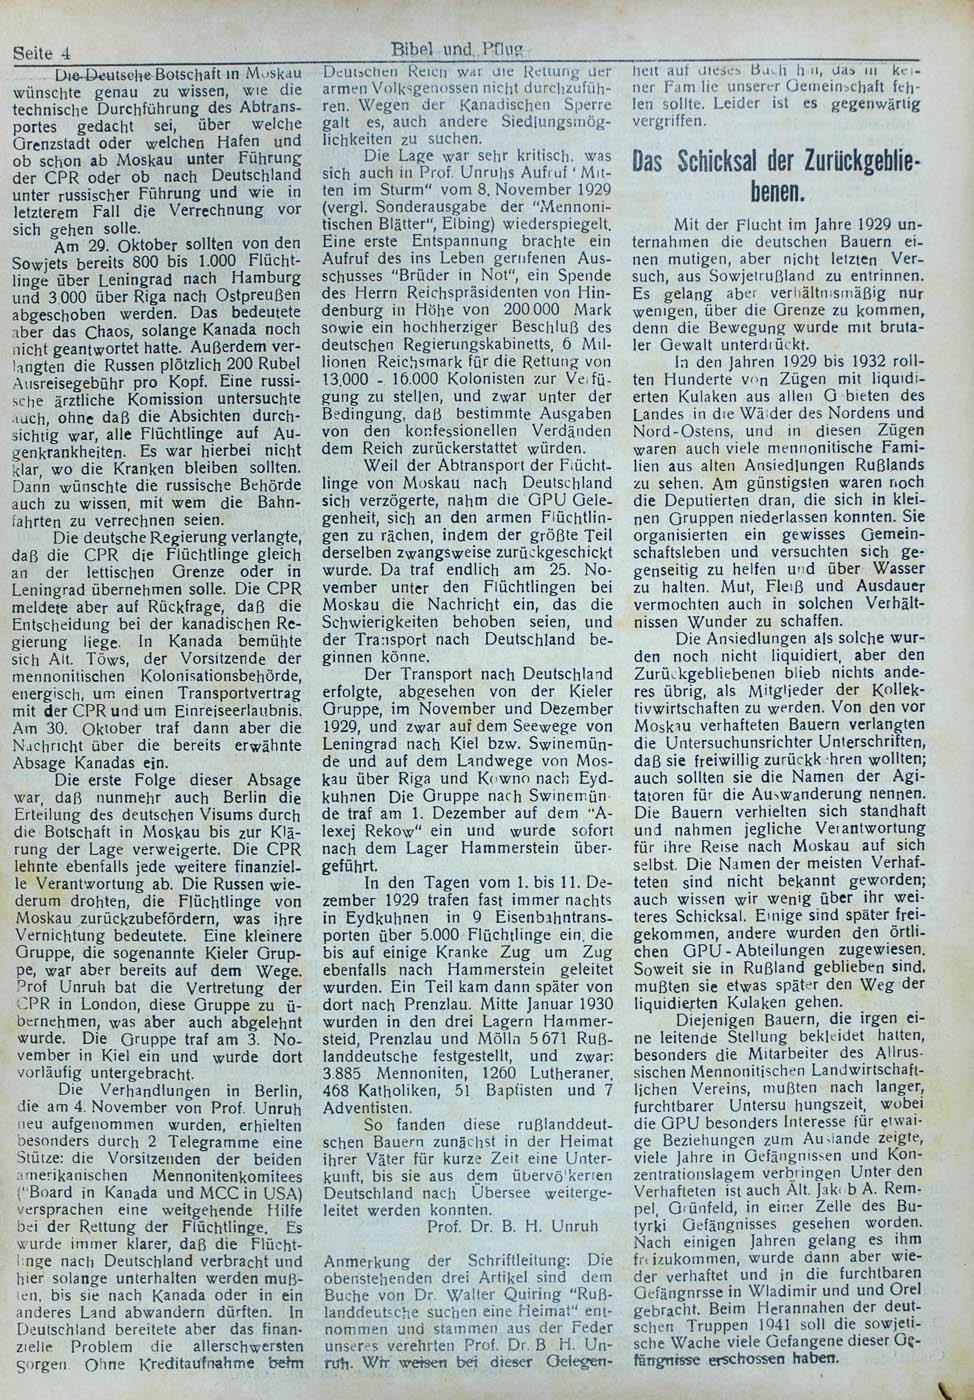 Seite 4
Bibel und Pflug
Die Deutsche Botschaft in Moskau
wünschte genau zu wissen, wie die
technische Durchführung des Abtrans-
portes gedacht sei, über welche
Grenzstadt oder welchen Hafen und
ob schon ab Moskau unter Führung
der CPR oder ob nach Deutschland
unter russischer Führung und wie in
letzterem Fall die Verrechnung vor
sich gehen solle.
Am 29. Oktober sollten von den
Sowjets bereits 800 bis 1.000 Flücht-
linge über Leningrad nach Hamburg
und 3.000 über Riga nach Ostpreußen
abgeschoben werden. Das bedeutete
aber das Chaos, solange Kanada noch
nicht geantwortet hatte. Außerdem ver-
langten die Russen plötzlich 200 Rubel
Ausreisegebühr pro Kopf. Eine russi-
sche ärztliche Komission untersuchte
auch, ohne daß die Absichten durch-
sichtig war, alle Flüchtlinge auf Au-
genkrankheiten. Es war hierbei nicht
klar, wo die Kranken bleiben sollten.
Dann wünschte die russische Behörde
auch zu wissen, mit wem die Bahn-
fahrten zu verrechnen seien.
Die deutsche Regierung verlangte,
daß die CPR die Flüchtlinge gleich
an der lettischen Grenze oder in
Leningrad übernehmen solle. Die CPR
meldete aber auf Rückfrage, daß die
Entscheidung bei der kanadischen Re-
gierung liege. In Kanada bemühte
sich Ält. Töws, der Vorsitzende der
mennonitischen Kolonisationsbehörde,
energisch, um einen Transportvertrag
mit der CPR und um Einreiseerlaubnis.
Am 30. Oktober traf dann aber die
Nachricht über die bereits erwähnte
Absage Kanadas ein.
Die erste Folge dieser Absage
war, daß nunmehr auch Berlin die
Erteilung des deutschen Visums durch
die Botschaft in Moskau bis zur Klä-
rung der Lage verweigerte. Die CPR
lehnte ebenfalls jede weitere finanziel-
le Verantwortung ab. Die Russen wie-
derum drohten, die Flüchtlinge von
Moskau zurückzubefördern, was ihre
Vernichtung bedeutete. Eine kleinere
Gruppe, die sogenannte Kieler Grup-
pe, war aber bereits auf dem Wege.
Prof Unruh bat die Vertretung der
CPR in London, diese Gruppe zu ü-
bernehmen, was aber auch abgelehnt
wurde. Die Gruppe traf am 3. No-
vember in Kiel ein und wurde dort
vorläufig untergebracht.
Die Verhandlungen in Berlin,
die am 4. November von Prof. Unruh
neu aufgenommen wurden, erhielten
besonders durch 2 Telegramme eine
Stütze: die Vorsitzenden der beiden
amerikanischen Mennonitenkomitees
("Board in Kanada und MCC in USA)
versprachen eine weitgehende Hilfe
bei der Rettung der Flüchtlinge. Es
wurde immer klarer, daß die Flücht-
linge nach Deutschland verbracht und
hier solange unterhalten werden muß-
ten, bis sie nach Kanada oder in ein
anderes Land abwandern dürften. In
Deutschland bereitete aber das finan-
zielle Problem die allerschwersten
Sorgen. Ohne Kreditaufnahme beim
Deutschen Reich war die Rettung der
armen Volksgenossen nicht durchzufüh-
ren. Wegen der Kanadischen Sperre
galt es, auch andere Siedlungsmög-
lichkeiten zu suchen.
Die Lage war sehr kritisch, was
sich auch in Prof. Unruhs Aufruf "Mit-
ten im Sturm" vom 8. November 1929
(vergl. Sonderausgabe der "Mennoni-
tischen Blätter", Elbing) wiederspiegelt.
Eine erste Entspannung brachte ein
Aufruf des ins Leben gerufenen Aus-
schusses "Brüder in Not", ein Spende
des Herrn Reichspräsidenten von Hin-
denburg in Höhe von 200.000 Mark
sowie ein hochherziger Beschluß des
deutschen Regierungskabinetts, 6 Mil-
lionen Reichsmark für die Rettung von
13.000 - 16.000 Kolonisten zur Verfü-
gung zu stellen, und zwar unter der
Bedingung, daß bestimmte Ausgaben
von den konfessionellen Verdänden
dem Reich zurückerstattet würden.
Weil der Abtransport der Flücht-
linge von Moskau nach Deutschland
sich verzögerte, nahm die GPU Gele-
genheit, sich an den armen Flüchtlin-
gen zu rächen, indem der größte Teil
derselben zwangsweise zurückgeschickt
wurde. Da traf endlich am 25. No-
vember unter den Flüchtlingen bei
Moskau die Nachricht ein, das die
Schwierigkeiten behoben seien, und
der Transport nach Deutschland be-
ginnen könne.
Der Transport nach Deutschland
erfolgte, abgesehen von der Kieler
Gruppe, im November und Dezember
1929, und zwar auf dem Seewege von
Leningrad nach Kiel bzw. Swinemün-
de und auf dem Landwege von Mos-
kau über Riga und Kowno nach Eyd-
kuhnen Die Gruppe nach Swinemün-
de traf am 1. Dezember auf dem "A-
lexej Rekow" ein und wurde sofort
nach dem Lager Hammerstein über-
geführt.
In den Tagen vom 1. bis 11. De-
zember 1929 trafen fast immer nachts
in Eydkuhnen in 9 Eisenbahntrans-
porten über 5.000 Flüchtlinge ein, die
bis auf einige Kranke Zug um Zug
ebenfalls nach Hammerstein geleitet
wurden. Ein Teil kam dann später von
dort nach Prenzlau. Mitte Januar 1930
wurden in den drei Lagern Hammer-
steid, Prenzlau und Mölln 5 671 Ruß-
landdeutsche festgestellt, und zwar:
3.885 Mennoniten, 1260 Lutheraner,
468 Katholiken, 51 Baptisten und 7
Adventisten.
So fanden diese rußlanddeut-
schen Bauern zunächst in der Heimat
ihrer Väter für kurze Zeit eine Unter-
kunft, bis sie aus dem übervölkerten
Deutschland nach Übersee weiterge-
leitet werden konnten.
Prof. Dr. B. H. Unruh
Anmerkung der Schriftleitung: Die
obenstehenden drei Artikel sind dem
Buche von Dr. Walter Quiring "Ruß-
landdeutsche suchen eine Heimat" ent-
nommen und stammen aus der Feder
unseres verehrten Prof. Dr. B H. Un-
ruh. Wir weisen bei dieser Gelegen-
heit auf dieses Buch hin, das in kei-
ner Familie unserer Gemeinschaft feh-
len sollte. Leider ist es gegenwärtig
vergriffen.
Das Schicksal der Zurückgeblie-
benen.
Mit der Flucht im Jahre 1929 un-
ternahmen die deutschen Bauern ei-
nen mutigen, aber nicht letzten Ver-
such, aus Sowjetrußland zu entrinnen.
Es gelang aber verhältnismäßig nur
wenigen, über die Grenze zu kommen,
denn die Bewegung wurde mit bruta-
ler Gewalt unterdrückt.
In den Jahren 1929 bis 1932 roll-
ten Hunderte von Zügen mit liquidi-
erten Kulaken aus allen G bieten des
Landes in die Wälder des Nordens und
Nord-Ostens, und in diesen Zügen
waren auch viele mennonitische Fami-
lien aus alten Ansiedlungen Rußlands
zu sehen. Am günstigsten waren noch
die Deputierten dran, die sich in klei-
nen Gruppen niederlassen konnten. Sie
organisierten ein gewisses Gemein-
schaftsleben und versuchten sich ge-
genseitig zu helfen und über Wasser
zu halten. Mut, Fleiß und Ausdauer
vermochten auch in solchen Verhält-
nissen Wunder zu schaffen.
Die Ansiedlungen als solche wur-
den noch nicht liquidiert, aber den
Zurückgebliebenen blieb nichts ande-
res übrig, als Mitglieder der Kollek-
tivwirtschaften zu werden. Von den vor
Moskau verhafteten Bauern verlangten
die Untersuchunsrichter Unterschriften,
daß sie freiwillig zurückkehren wollten;
auch sollten sie die Namen der Agi-
tatoren für die Auswanderung nennen.
Die Bauern verhielten sich standhaft
und nahmen jegliche Verantwortung
für ihre Reise nach Moskau auf sich
selbst. Die Namen der meisten Verhaf-
teten sind nicht bekannt geworden;
auch wissen wir wenig über ihr wei-
teres Schicksal. Einige sind später frei-
gekommen, andere wurden den örtli-
chen GPU-Abteilungen zugewiesen.
Soweit sie in Rußland geblieben sind,
mußten sie etwas später den Weg der
liquidierten Kulaken gehen.
Diejenigen Bauern, die irgen ei-
ne leitende Stellung bekleidet hatten,
besonders die Mitarbeiter des Allrus-
sischen Mennonitischen Landwirtschaft-
lichen Vereins, mußten nach langer,
furchtbarer Untersu hungszeit, wobei
die GPU besonders Interesse für etwai-
ge Beziehungen zum Auslande zeigte,
viele Jahre in Gefängnissen und Kon-
zentrationslagem verbringen Unter den
Verhafteten ist auch Ält. Jakob A. Rem-
pel, Grünfeld, in einer Zelle des Bu-
tyrki Gefängnisses gesehen worden.
Nach einigen Jahren gelang es ihm
freizukommen, wurde dann aber wie-
der verhaftet und in die furchtbaren
Gefängnrsse in Wladimir und und Orel
gebracht. Beim Herannahen der deut-
schen Truppen 1941 soll die sowjeti-
sche Wache viele Gefangene dieser Ge-
fängnisse erschossen haben.